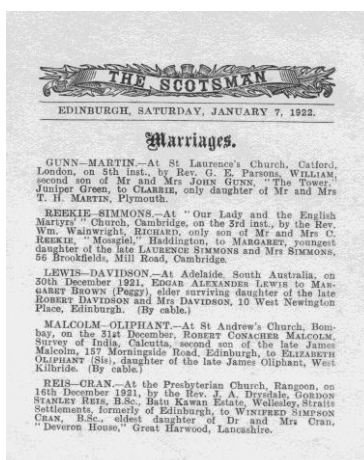 THE SCOTSMAN
EDINBURGH, SATURDAY, JANUARY 7, 1922.
Marriages.
GUNN—MARTIN.—At St Laurence's Church, Catford,
London, on 5th inst., by Rev. G. E. Parsons, WILLIAM,
second son of Mr and Mrs JOHN GUNN, "The Tower,"
Juniper Green, to CLARRIE, only daughter of Mr and Mrs
T. H. MARTIN, Plymouth.
REEKIE—SIMMONS.—At "Our Lady and the English
Martyrs'" Church, Cambridge, on the 3rd inst., by the Rev.
Wm. Wainwright, RICHARD, only son of Mr and Mrs C.
REEKIE, "Mosgiel," Haddington, to MARGARET, youngest
daughter of the late LAURENCE SIMMONS and Mrs SIMMONS,
56 Brookfields, Mill Road, Cambridge.
LEWIS—DAVIDSON.—At Adelaide, South Australia, on
30th December 1921, EDGAR ALEXANDER LEWIS to MAR-
GARET BROWN (Peggy), elder surviving daughter of the late
ROBERT DAVIDSON and Mrs DAVIDSON, 10 West Newington
Place, Edinburgh. (By cable.)
MALCOLM—OLIPHANT.—At St Andrew's Church, Bom-
bay, on the 31st December, ROBERT CONACHER MALCOLM,
Survey of India, Calcutta, second son of the late James
Malcolm, 157 Morningside Road, Edinburgh, to ELIZABETH
OLIPHANT (Sis), daughter of the late James Oliphant, West
Kilbride. (By cable.)
REIS—CRAN.—At the Presbyterian Church, Rangoon, on
16th December 1921, by the Rev. J. A. Drysdale, GORDON
STANLEY REIS, B.Sc., Batu Kawan Estate, Wellesley, Straits
Settlements, formerly of Edinburgh, to WINIFRED SIMPSON
CRAN, B.Sc., eldest daughter of Dr and Mrs Cran,
"Deveron House," Great Harwood, Lancashire.